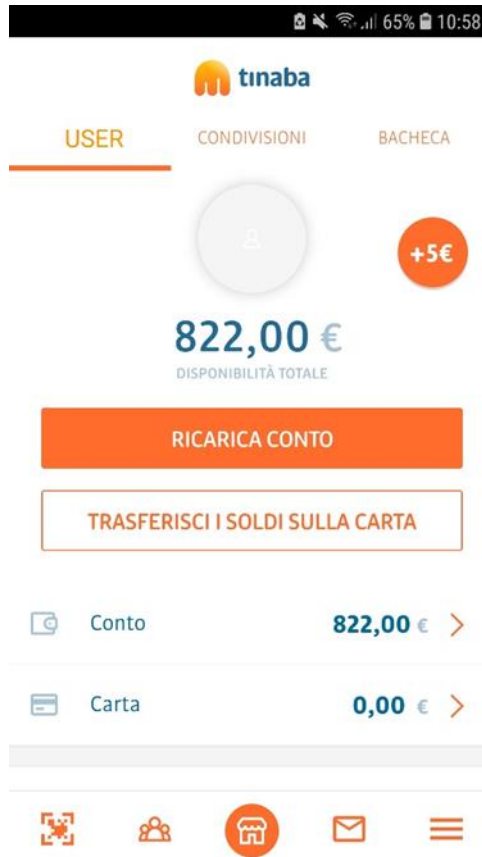 65% 10:58
tinaba
USER CONDIVISIONI BACHECA
+5€
822,00 €
DISPONIBILITÀ TOTALE
RICARICA CONTO
TRASFERISCI I SOLDI SULLA CARTA
Conto 822,00 €
Carta 0,00 €